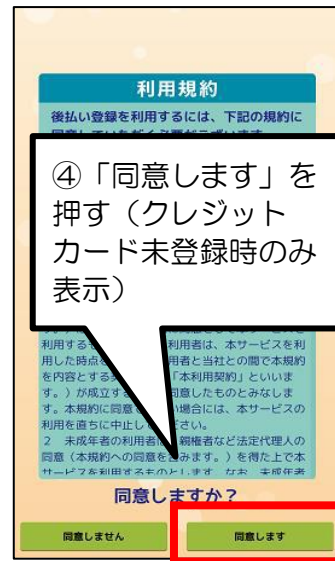 利用規約
後払い登録を利用するには、下記の規約に
④「同意します」を
押す（クレジット
カード未登録時のみ
表示）
利用する
利用者は、本サービスを利
用した時点
用者と当社との間で本規約
を内容とする
「本利用契約」といいま
す。）が成立する
したものとみなしま
す。本規約に同意
場合には、本サービスの
利用を直ちに中止し
ださい。
2 未成年者の利用者は
親権者など法定代理人の
同意（本規約への同意を
みます。）を得た上で本
サービスを利用するものとします。なお、未成年者
同意しますか？
同意しません
同意します